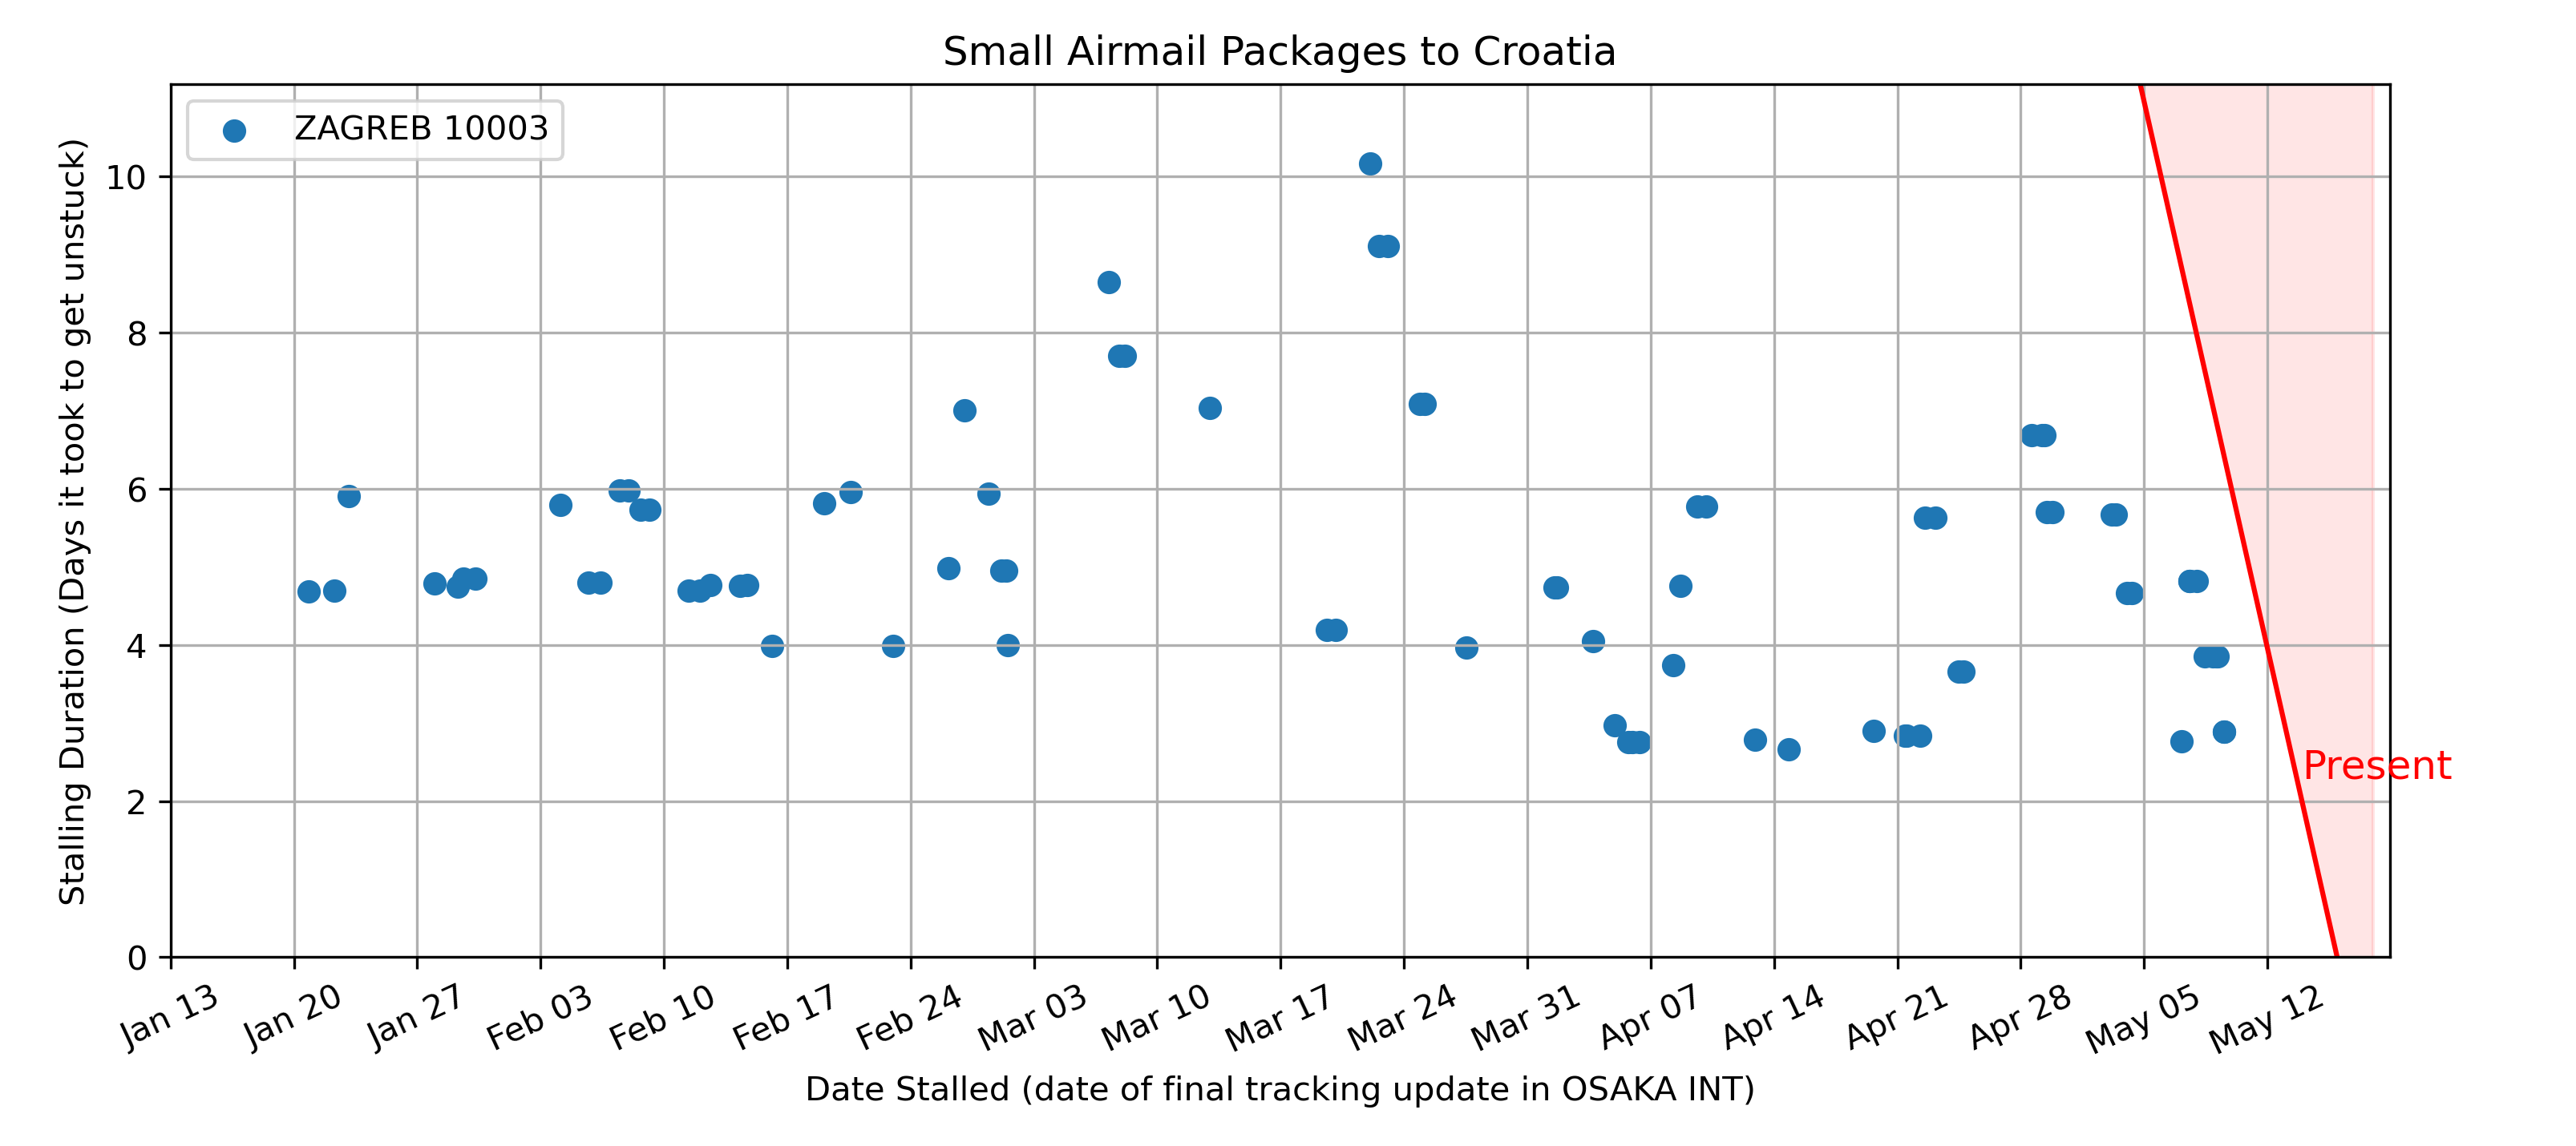 Small Airmail Packages to Croatia
ZAGREB 10003
Stalling Duration (Days it took to get unstuck)
10
8
6
4
2
0
Present
Jan 13
Jan 20
Jan 27
Feb 03
Feb 10
Feb 17
Feb 24
Mar 03
Mar 10
Mar 17
Mar 24
Mar 31
Apr 07
Apr 14
Apr 21
Apr 28
May 05
May 12
Date Stalled (date of final tracking update in OSAKA INT)